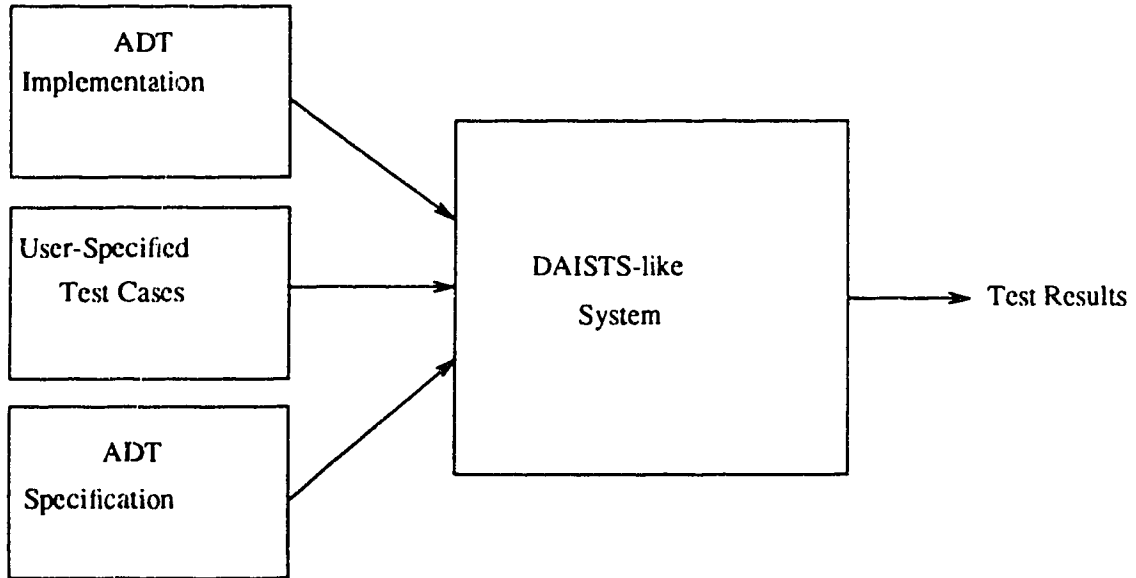 ADT
Implementation
User-Specified
Test Cases
ADT
Specification
DAISTS-like
System
Test Results